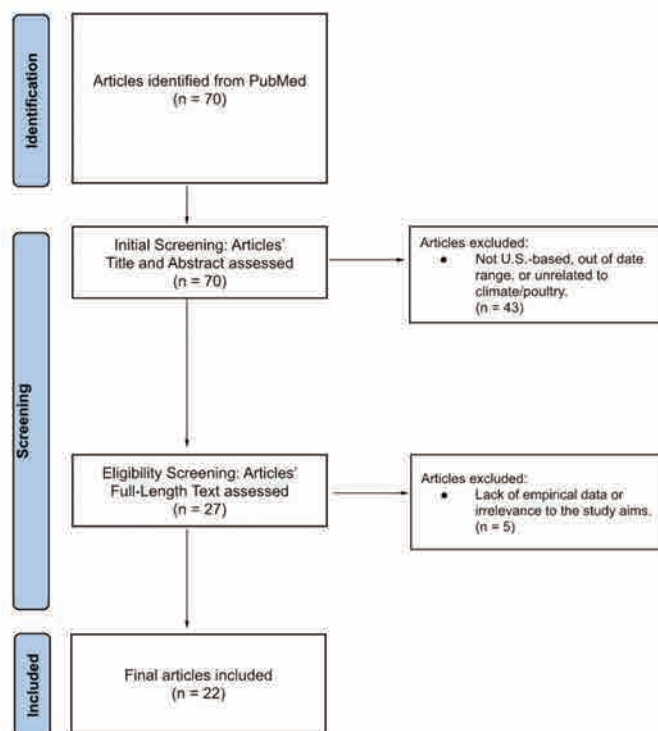 Identification
Articles identified from PubMed
(n = 70)
Screening
Initial Screening: Articles'
Title and Abstract assessed
(n = 70)
Articles excluded:
● Not U.S.-based, out of date
range, or unrelated to
climate/poultry.
(n = 43)
Eligibility Screening: Articles'
Full-Length Text assessed
(n = 27)
Articles excluded:
● Lack of empirical data or
irrelevance to the study aims.
(n = 5)
Included
Final articles included
(n = 22)